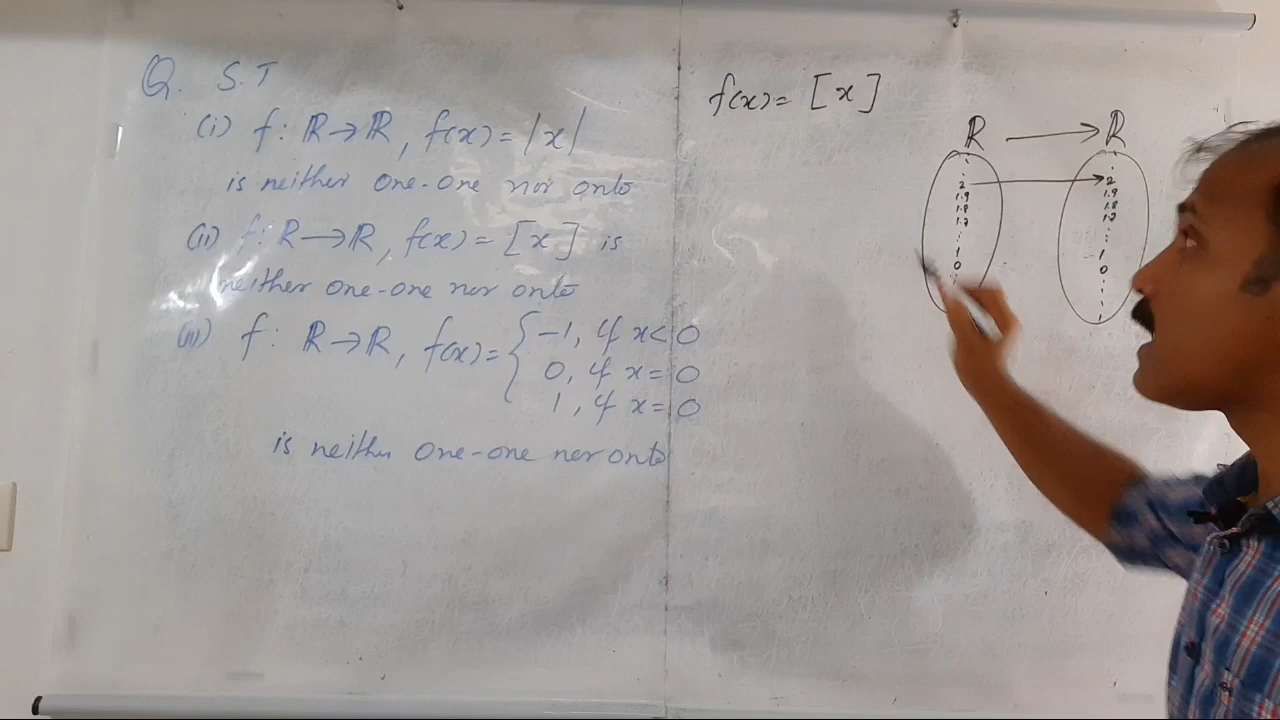 Q. S.T
(i) f: ℝ→ℝ, f(x)=|x|
is neither one-one nor onto
(ii) f: ℝ→ℝ, f(x)=[x] is
neither one-one nor onto
(iii) f: ℝ→ℝ, f(x)= { -1, if x<0
0, if x=0
1, if x=0
is neither one-one nor onto
f(x)= [x]
ℝ → ℝ
2 → 2
1.9 1.9
1.8 1.8
1.7 1.7
1 1
0 0